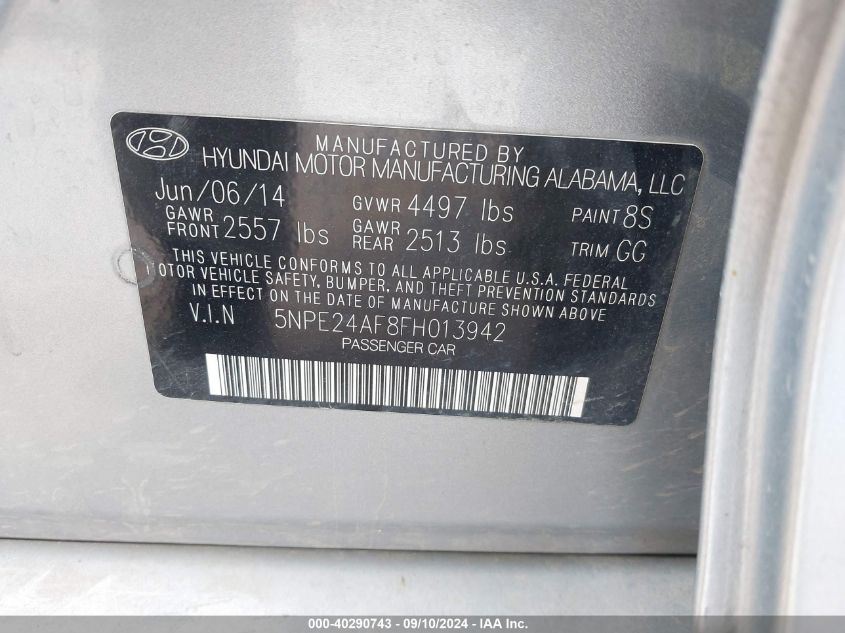 MANUFACTURED BY
HYUNDAI MOTOR MANUFACTURING ALABAMA, LLC
Jun/06/14 GVWR 4497 lbs PAINT 8S
GAWR FRONT 2557 lbs GAWR REAR 2513 lbs TRIM GG
THIS VEHICLE CONFORMS TO ALL APPLICABLE U.S.A. FEDERAL
MOTOR VEHICLE SAFETY, BUMPER, AND THEFT PREVENTION STANDARDS
IN EFFECT ON THE DATE OF MANUFACTURE SHOWN ABOVE
V.I.N 5NPE24AF8FH013942
PASSENGER CAR
000-40290743 - 09/10/2024 - IAA Inc.